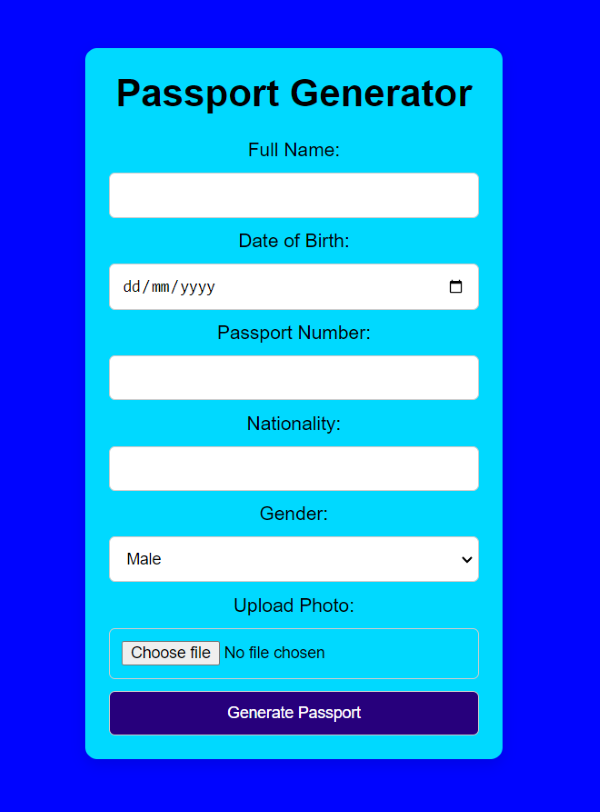 Passport Generator
Full Name:
Date of Birth:
dd/mm/yyyy
Passport Number:
Nationality:
Gender:
Male
Upload Photo:
Choose file No file chosen
Generate Passport